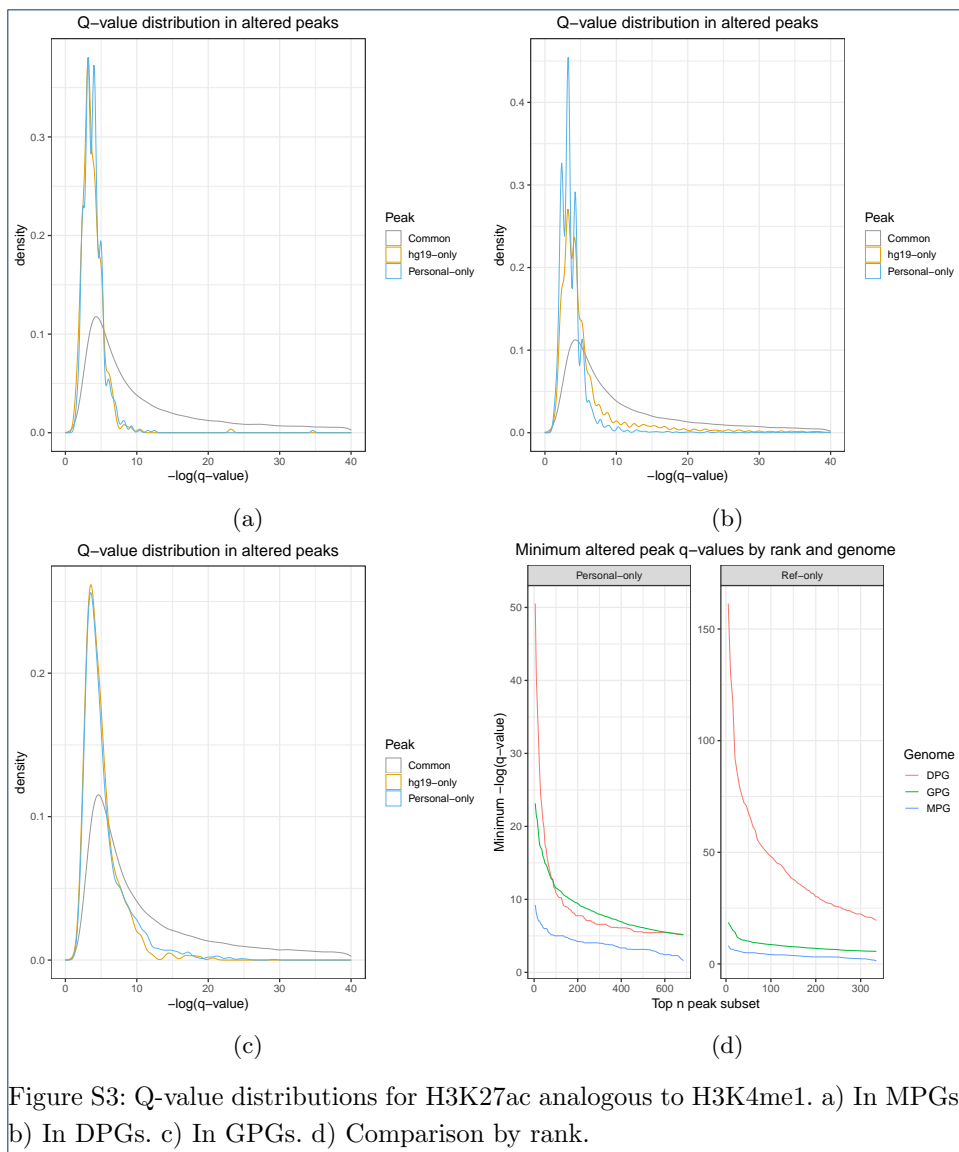 Q−value distribution in altered peaks
0.3
0.2
0.1
0.0
density
0
10
20
30
40
−log(q−value)
Peak
Common
hg19−only
Personal−only
(a)
Q−value distribution in altered peaks
0.4
0.3
0.2
0.1
0.0
density
0
10
20
30
40
−log(q−value)
Peak
Common
hg19−only
Personal−only
(b)
Q−value distribution in altered peaks
0.2
0.1
0.0
density
0
10
20
30
40
−log(q−value)
Peak
Common
hg19−only
Personal−only
(c)
Minimum altered peak q−values by rank and genome
Personal−only
Ref−only
50
40
30
20
10
0
150
100
50
0
Minimum −log(q−value)
0
200
400
600
0
100
200
300
Top n peak subset
Genome
DPG
GPG
MPG
(d)
Figure S3: Q-value distributions for H3K27ac analogous to H3K4me1. a) In MPGs
b) In DPGs. c) In GPGs. d) Comparison by rank.